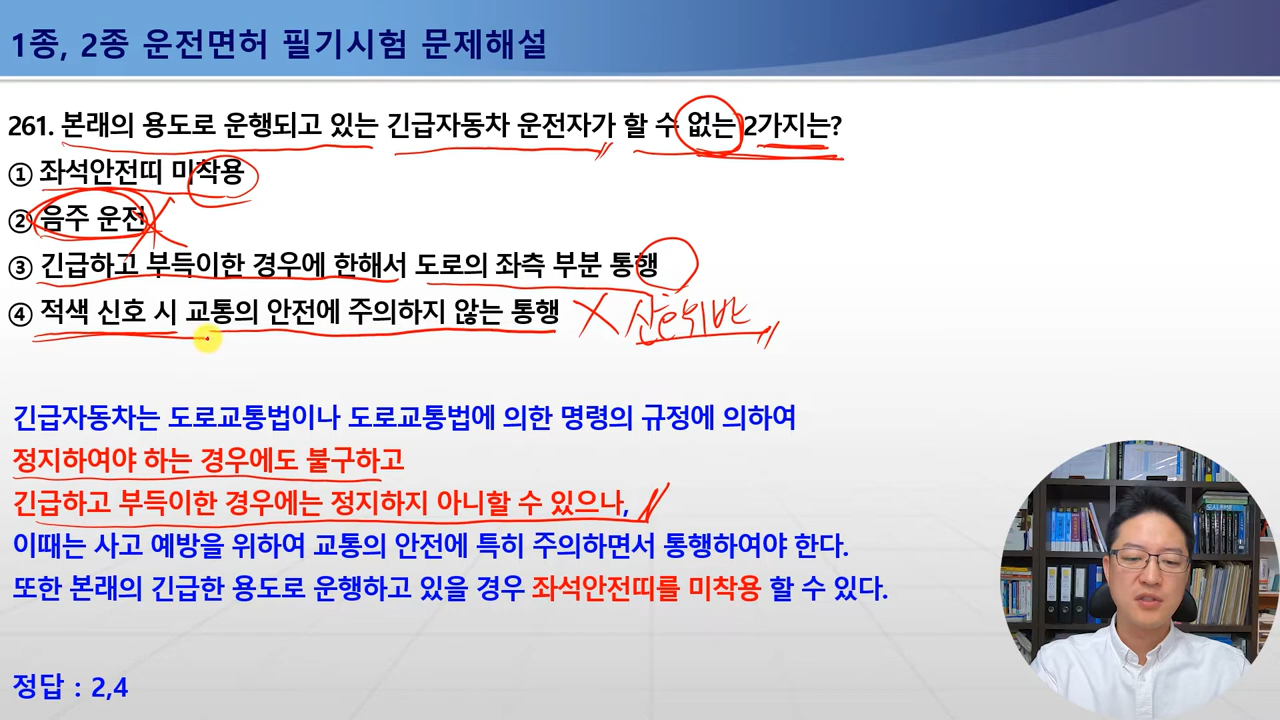 1종, 2종 운전면허 필기시험 문제해설
261. 본래의 용도로 운행되고 있는 긴급자동차 운전자가 할 수 없는 2가지는?
① 좌석안전띠 미착용
② 음주 운전
③ 긴급하고 부득이한 경우에 한해서 도로의 좌측 부분 통행
④ 적색 신호 시 교통의 안전에 주의하지 않는 통행 X 신호위반
긴급자동차는 도로교통법이나 도로교통법에 의한 명령의 규정에 의하여
정지하여야 하는 경우에도 불구하고
긴급하고 부득이한 경우에는 정지하지 아니할 수 있으나,
이때는 사고 예방을 위하여 교통의 안전에 특히 주의하면서 통행하여야 한다.
또한 본래의 긴급한 용도로 운행하고 있을 경우 좌석안전띠를 미착용 할 수 있다.
정답 : 2,4